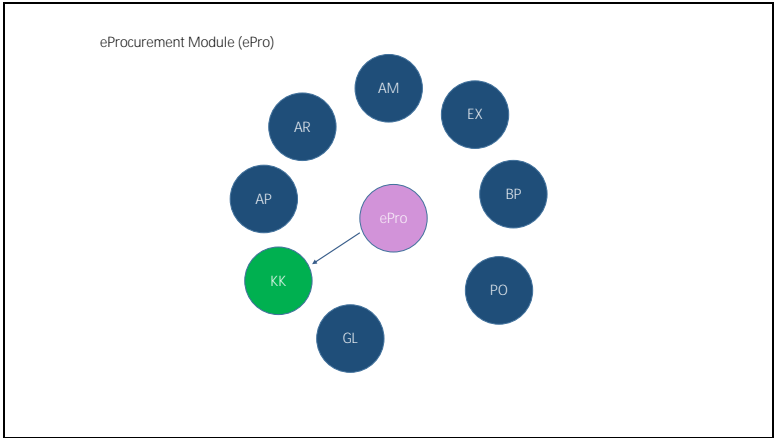 eProcurement Module (ePro)
AM
EX
AR
BP
AP
ePro
KK
PO
GL